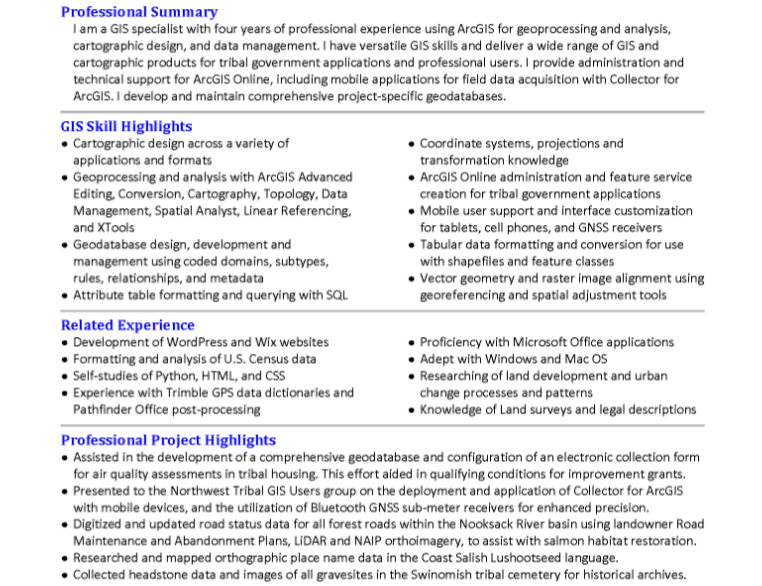 Professional Summary
I am a GIS specialist with four years of professional experience using ArcGIS for geoprocessing and analysis,
cartographic design, and data management. I have versatile GIS skills and deliver a wide range of GIS and
cartographic products for tribal government applications and professional users. I provide administration and
technical support for ArcGIS Online, including mobile applications for field data acquisition with Collector for
ArcGIS. I develop and maintain comprehensive project-specific geodatabases.
GIS Skill Highlights
● Cartographic design across a variety of
applications and formats
● Geoprocessing and analysis with ArcGIS Advanced
Editing, Conversion, Cartography, Topology, Data
Management, Spatial Analyst, Linear Referencing,
and XTools
● Geodatabase design, development and
management using coded domains, subtypes,
rules, relationships, and metadata
● Attribute table formatting and querying with SQL
● Coordinate systems, projections and
transformation knowledge
● ArcGIS Online administration and feature service
creation for tribal government applications
● Mobile user support and interface customization
for tablets, cell phones, and GNSS receivers
● Tabular data formatting and conversion for use
with shapefiles and feature classes
● Vector geometry and raster image alignment using
georeferencing and spatial adjustment tools
Related Experience
● Development of WordPress and Wix websites
● Formatting and analysis of U.S. Census data
● Self-studies of Python, HTML, and CSS
● Experience with Trimble GPS data dictionaries and
Pathfinder Office post-processing
● Proficiency with Microsoft Office applications
● Adept with Windows and Mac OS
● Researching of land development and urban
change processes and patterns
● Knowledge of Land surveys and legal descriptions
Professional Project Highlights
● Assisted in the development of a comprehensive geodatabase and configuration of an electronic collection form
for air quality assessments in tribal housing. This effort aided in qualifying conditions for improvement grants.
● Presented to the Northwest Tribal GIS Users group on the deployment and application of Collector for ArcGIS
with mobile devices, and the utilization of Bluetooth GNSS sub-meter receivers for enhanced precision.
● Digitized and updated road status data for all forest roads within the Nooksack River basin using landowner Road
Maintenance and Abandonment Plans, LiDAR and NAIP orthoimagery, to assist with salmon habitat restoration.
● Researched and mapped orthographic place name data in the Coast Salish Lushootseed language.
● Collected headstone data and images of all gravesites in the Swinomish tribal cemetery for historical archives.